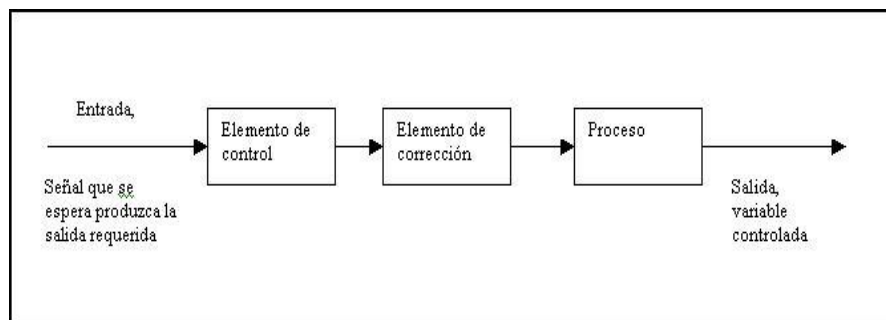 Entrada,
Señal que se
espera produzca la
salida requerida
Elemento de
control
Elemento de
corrección
Proceso
Salida,
variable
controlada